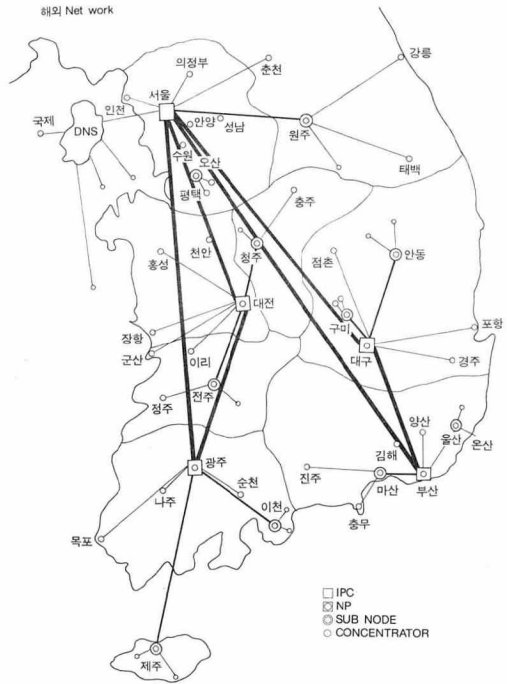 해외 Net work
강릉
의정부
춘천
서울
인천
국제
DNS
안양
성남
원주
수원
오산
태백
평택
충주
천안
청주
홍성
점촌
안동
대전
구미
포항
장항
군산
이리
대구
경주
전주
정주
양산
울산
온산
김해
광주
순천
진주
마산
부산
나주
이천
충무
목포
제주
IPC
NP
SUB NODE
CONCENTRATOR